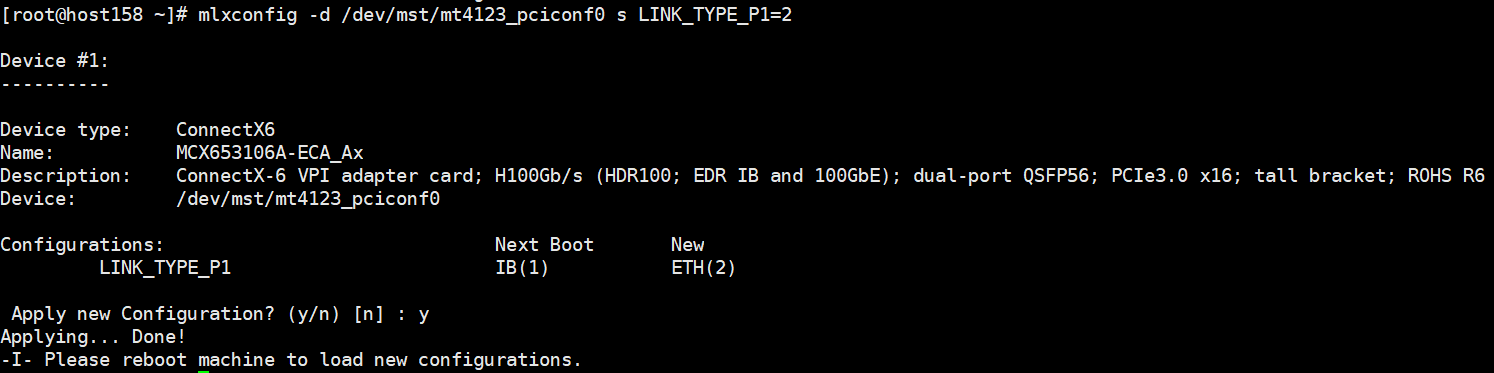 [root@host158 ~]# mlxconfig -d /dev/mst/mt4123_pciconf0 s LINK_TYPE_P1=2
Device #1:
----------
Device type:    ConnectX6
Name:           MCX653106A-ECA_Ax
Description:    ConnectX-6 VPI adapter card; H100Gb/s (HDR100; EDR IB and 100GbE); dual-port QSFP56; PCIe3.0 x16; tall bracket; ROHS R6
Device:         /dev/mst/mt4123_pciconf0
Configurations:                              Next Boot       New
         LINK_TYPE_P1                        IB(1)           ETH(2)
 Apply new Configuration? (y/n) [n] : y
Applying... Done!
-I- Please reboot machine to load new configurations.